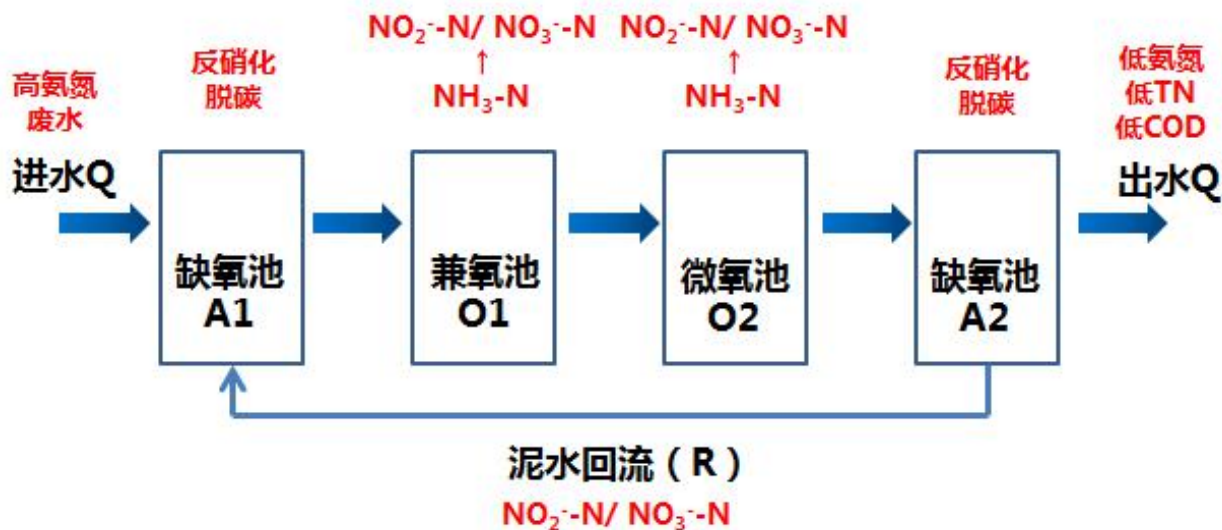 高氨氮
废水
进水Q
反硝化
脱碳
缺氧池
A1
NO₂⁻-N/ NO₃⁻-N
↑
NH₃-N
兼氧池
O1
NO₂⁻-N/ NO₃⁻-N
↑
NH₃-N
微氧池
O2
反硝化
脱碳
缺氧池
A2
低氨氮
低TN
低COD
出水Q
泥水回流（R）
NO₂⁻-N/ NO₃⁻-N